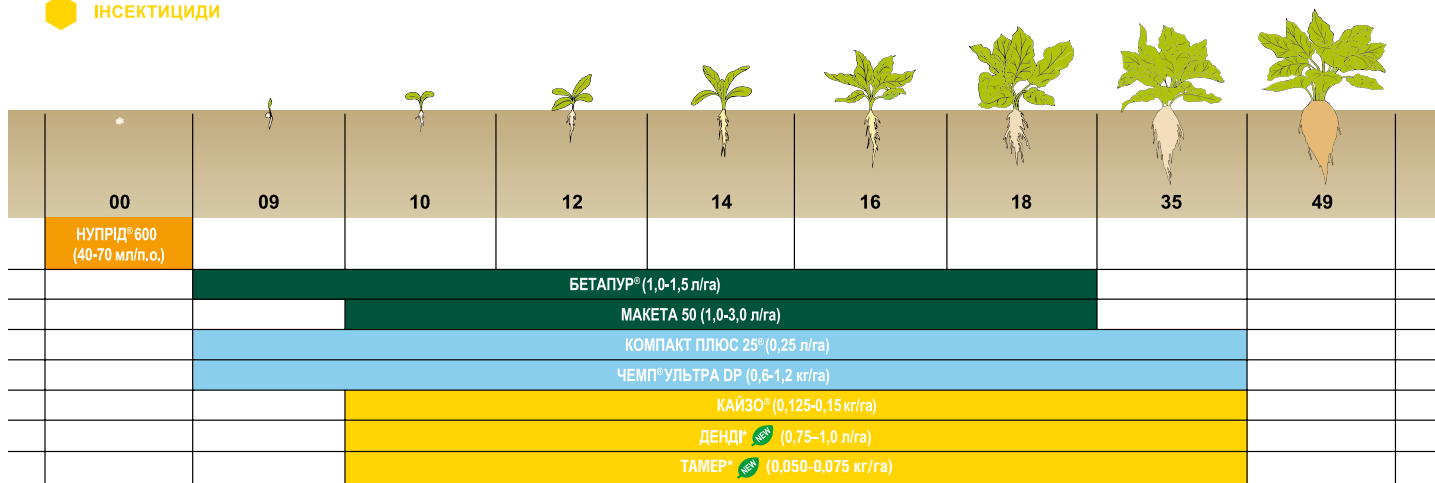 ІНСЕКТИЦИДИ
00 09 10 12 14 16 18 35 49
НУПРІД® 600
(40-70 мл/п.о.)
БЕТАПУР® (1,0-1,5 л/га)
МАКЕТА 50 (1,0-3,0 л/га)
КОМПАКТ ПЛЮС 25® (0,25 л/га)
ЧЕМП® УЛЬТРА DP (0,6-1,2 кг/га)
КАЙЗО® (0,125-0,15 кг/га)
ДЕНДІ* NEW (0,75–1,0 л/га)
ТАМЕР* NEW (0,050-0,075 кг/га)